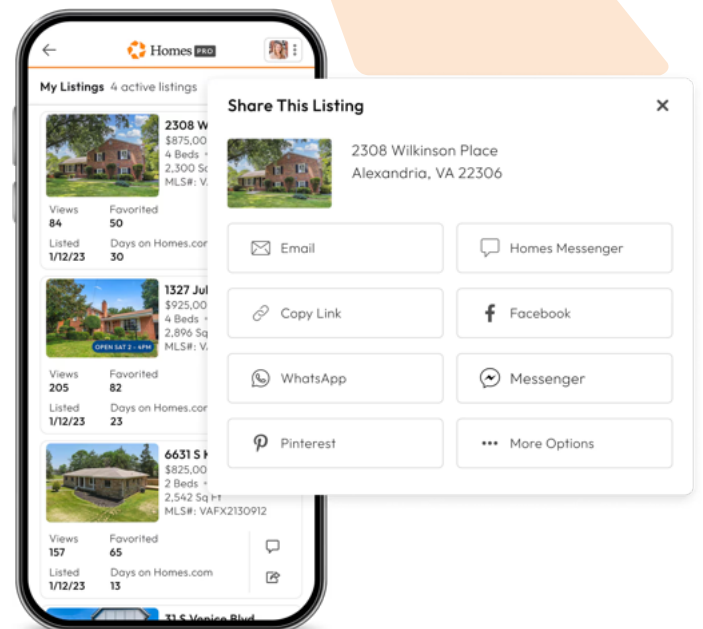 Homes PRO
My Listings 4 active listings
2308 W
$875,00
4 Beds •
2,300 Sq
MLS#: V
Views Favorited
84 50
Listed Days on Homes.com
1/12/23 30
1327 Jul
$925,00
4 Beds •
2,896 Sq
MLS#: V
OPEN SAT 2 - 4PM
Views Favorited
205 82
Listed Days on Homes.com
1/12/23 23
6631 S K
$825,00
2 Beds •
2,542 Sq Ft
MLS#: VAFX2130912
Views Favorited
157 65
Listed Days on Homes.com
1/12/23 13
31 S Venice Blvd
Share This Listing
2308 Wilkinson Place
Alexandria, VA 22306
Email
Homes Messenger
Copy Link
Facebook
WhatsApp
Messenger
Pinterest
More Options